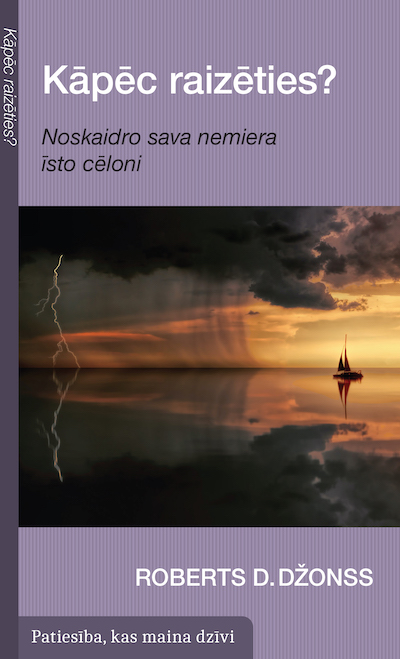 Kāpēc raizēties?
Kāpēc raizēties?
Noskaidro sava nemiera
īsto cēloni
ROBERTS D. DŽONSS
Patiesība, kas maina dzīvi